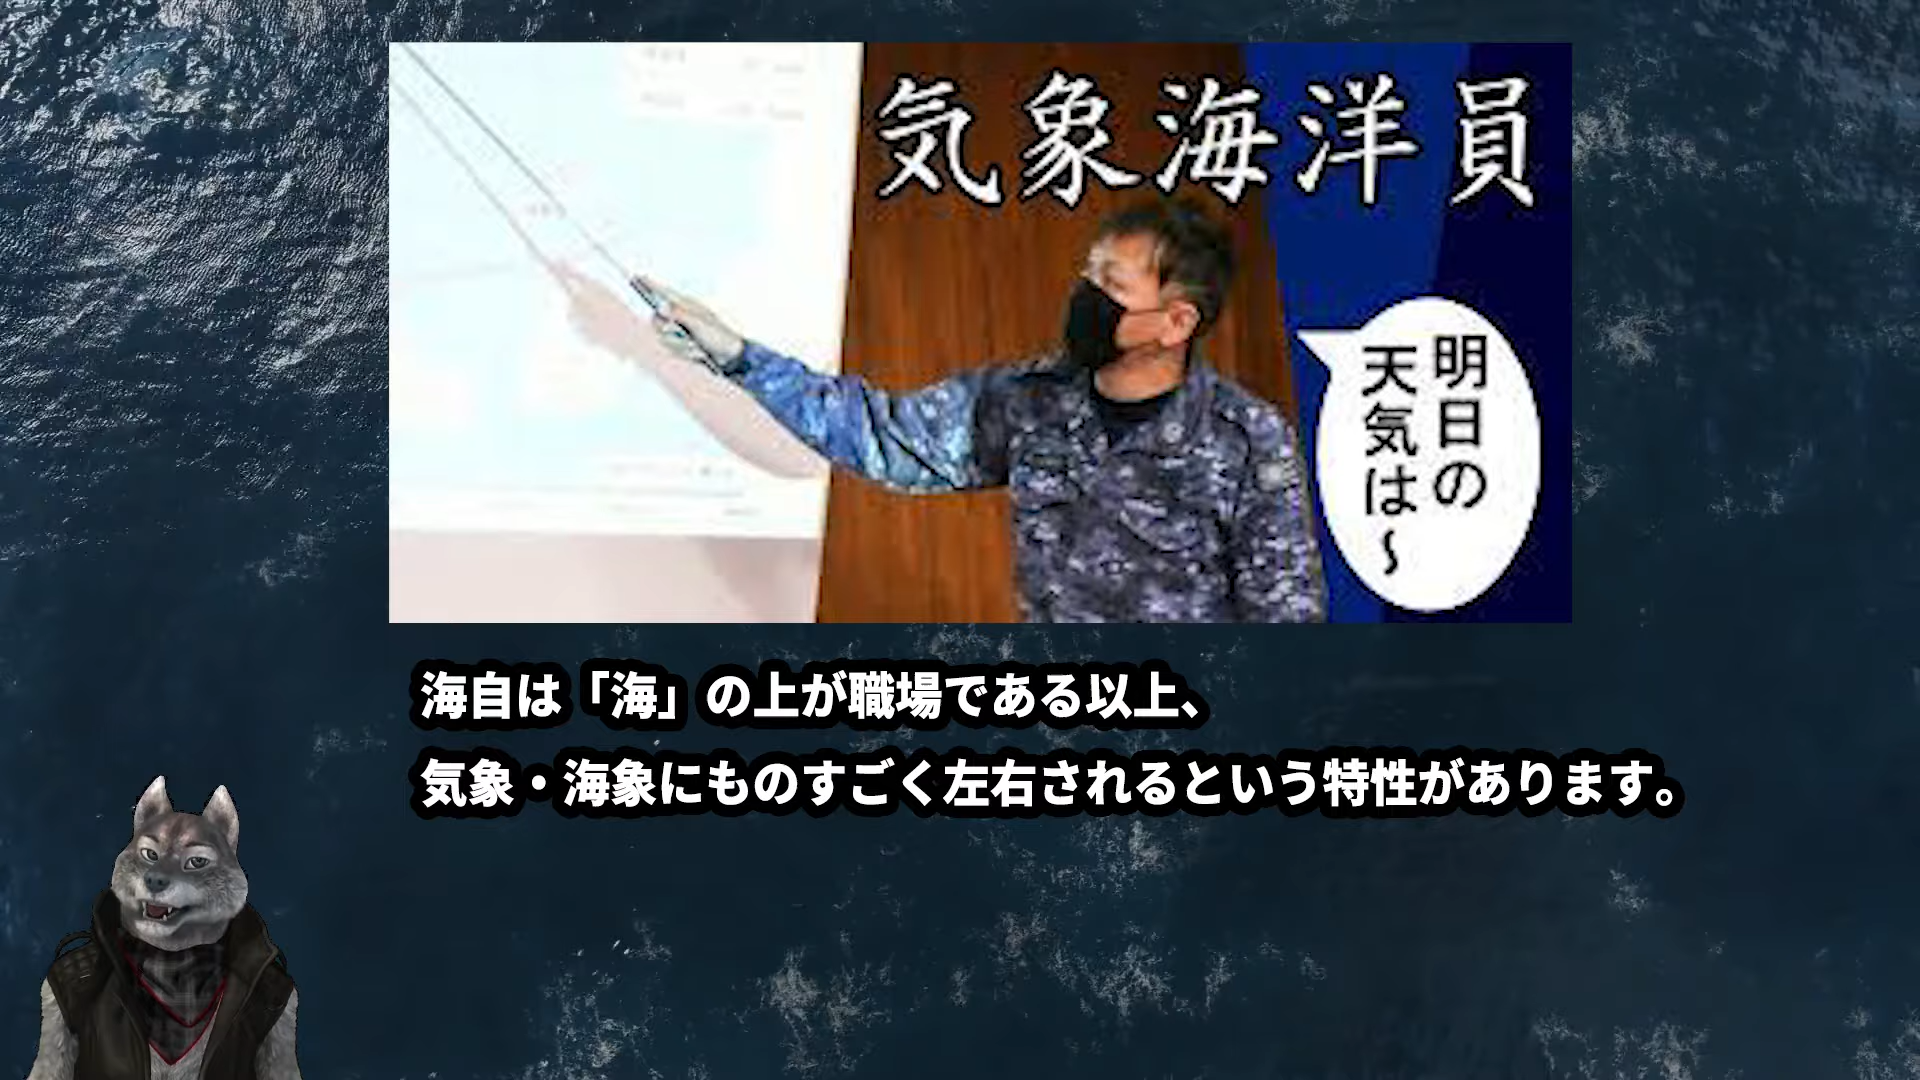 気象海洋員
明日の
天気は～
海自は「海」の上が職場である以上、
気象・海象にものすごく左右されるという特性があります。